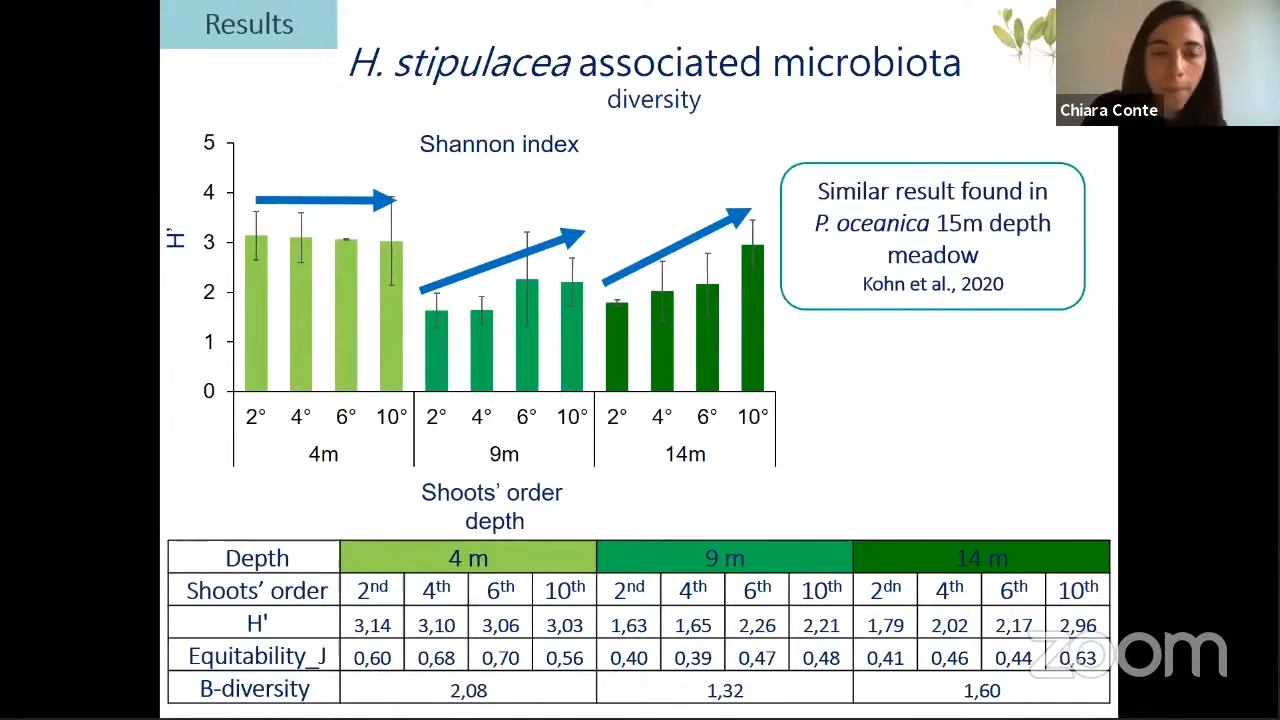 Results
H. stipulacea associated microbiota
diversity
Chiara Conte
Shannon index
H'
5
4
3
2
1
0
2° 4° 6° 10° 2° 4° 6° 10° 2° 4° 6° 10°
4m 9m 14m
Shoots' order
depth
Similar result found in
P. oceanica 15m depth
meadow
Kohn et al., 2020
Depth 4 m 9 m 14 m
Shoots' order 2nd 4th 6th 10th 2nd 4th 6th 10th 2dn 4th 6th 10th
H' 3,14 3,10 3,06 3,03 1,63 1,65 2,26 2,21 1,79 2,02 2,17 2,96
Equitability_J 0,60 0,68 0,70 0,56 0,40 0,39 0,47 0,48 0,41 0,46 0,44 0,63
B-diversity 2,08 1,32 1,60
zoom